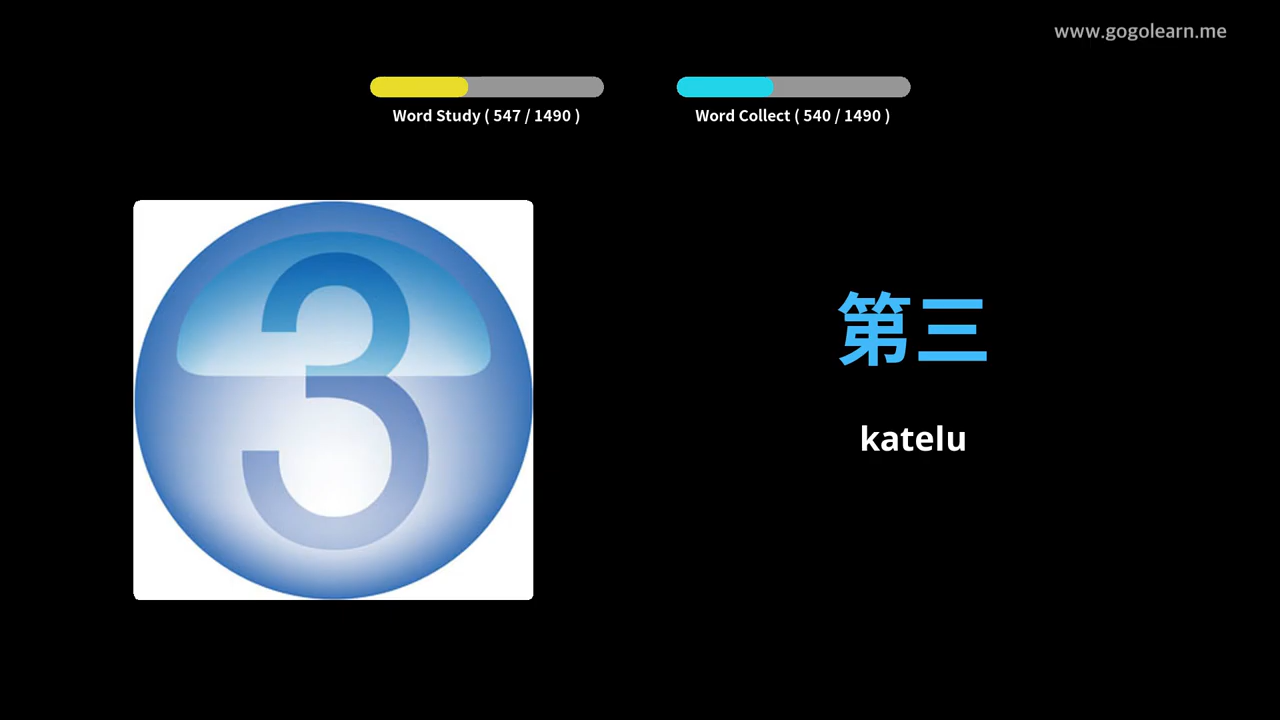 www.gogolearn.me
Word Study ( 547 / 1490 )
Word Collect ( 540 / 1490 )
3
第三
katelu